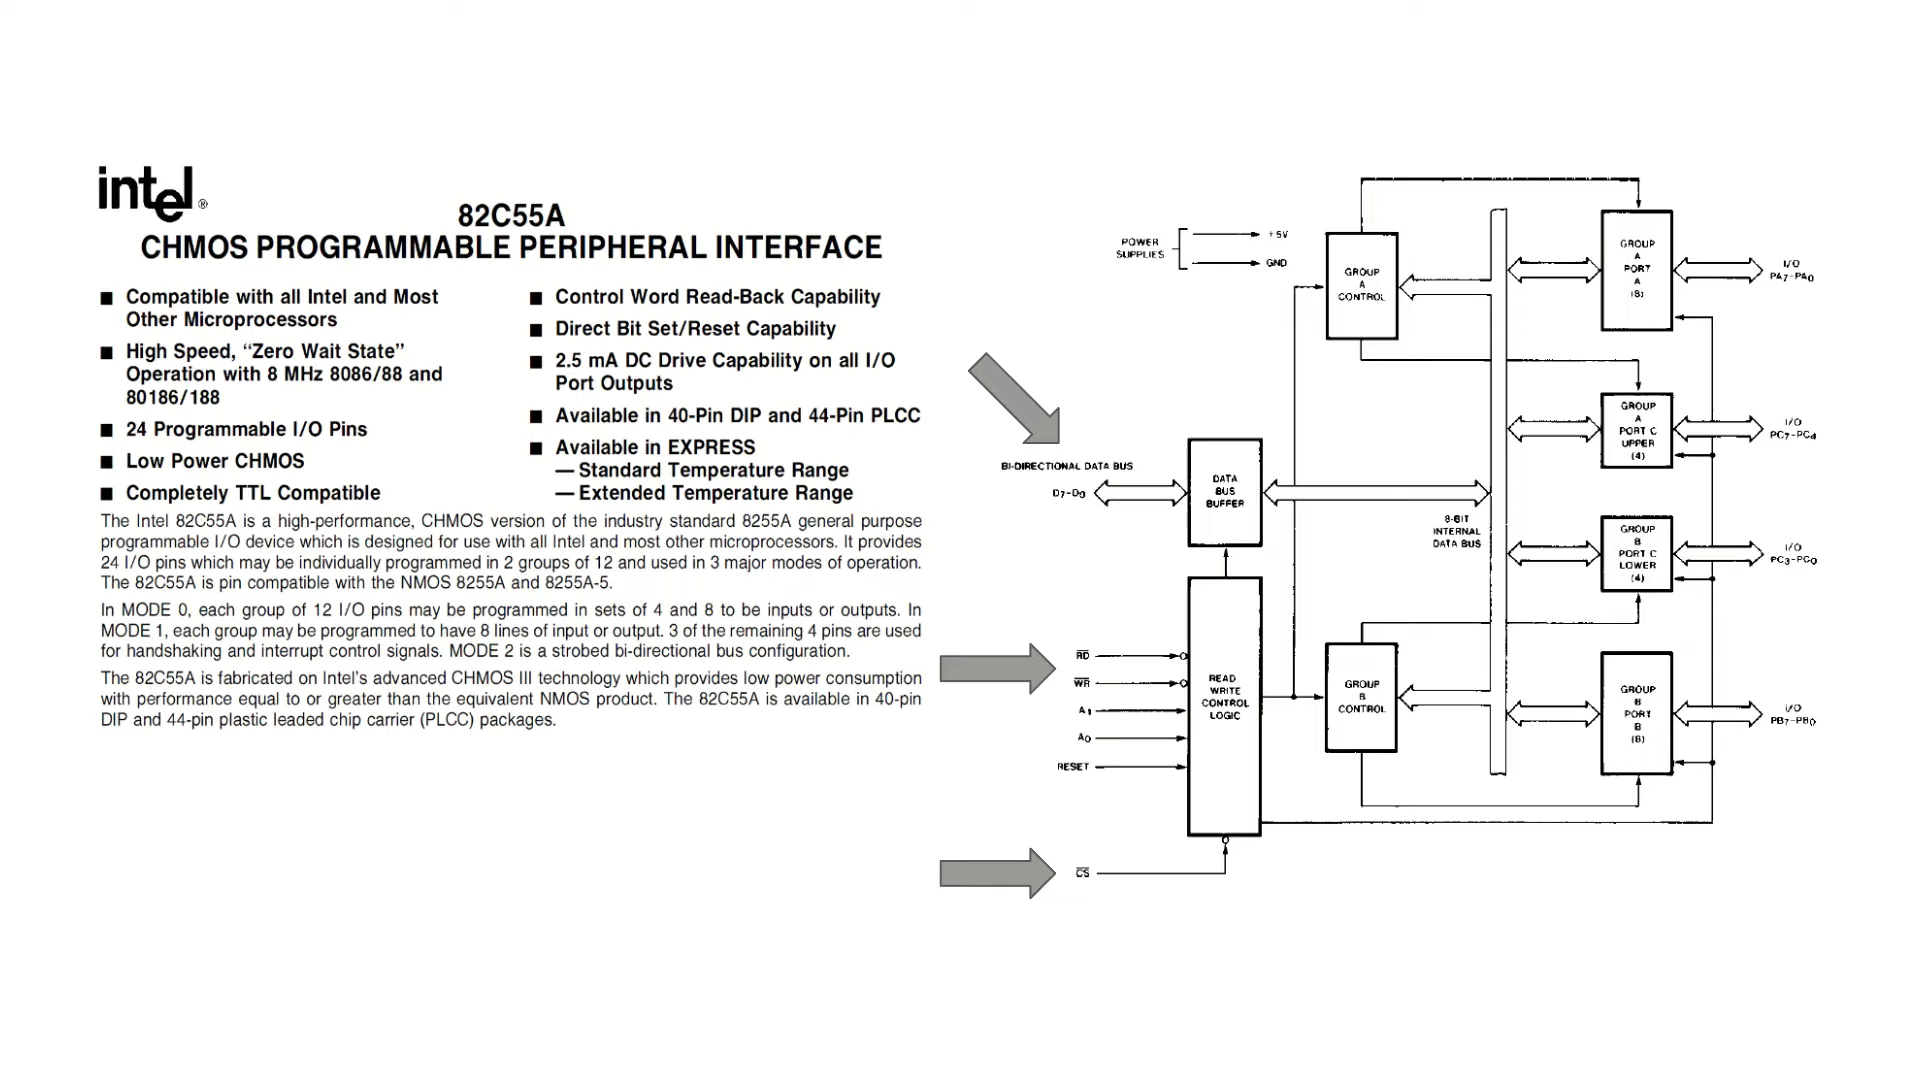 intel®
82C55A
CHMOS PROGRAMMABLE PERIPHERAL INTERFACE
■ Compatible with all Intel and Most
Other Microprocessors
■ High Speed, “Zero Wait State”
Operation with 8 MHz 8086/88 and
80186/188
■ 24 Programmable I/O Pins
■ Low Power CHMOS
■ Completely TTL Compatible
■ Control Word Read-Back Capability
■ Direct Bit Set/Reset Capability
■ 2.5 mA DC Drive Capability on all I/O
Port Outputs
■ Available in 40-Pin DIP and 44-Pin PLCC
■ Available in EXPRESS
— Standard Temperature Range
— Extended Temperature Range
The Intel 82C55A is a high-performance, CHMOS version of the industry standard 8255A general purpose
programmable I/O device which is designed for use with all Intel and most other microprocessors. It provides
24 I/O pins which may be individually programmed in 2 groups of 12 and used in 3 major modes of operation.
The 82C55A is pin compatible with the NMOS 8255A and 8255A-5.
In MODE 0, each group of 12 I/O pins may be programmed in sets of 4 and 8 to be inputs or outputs. In
MODE 1, each group may be programmed to have 8 lines of input or output. 3 of the remaining 4 pins are used
for handshaking and interrupt control signals. MODE 2 is a strobed bi-directional bus configuration.
The 82C55A is fabricated on Intel’s advanced CHMOS III technology which provides low power consumption
with performance equal to or greater than the equivalent NMOS product. The 82C55A is available in 40-pin
DIP and 44-pin plastic leaded chip carrier (PLCC) packages.
POWER
SUPPLIES
+5V
GND
GROUP
A
CONTROL
GROUP
A
PORT
A
(8)
I/O
PA7-PA0
GROUP
A
PORT C
UPPER
(4)
I/O
PC7-PC4
BI-DIRECTIONAL DATA BUS
D7-D0
DATA
BUS
BUFFER
8-BIT
INTERNAL
DATA BUS
GROUP
B
PORT C
LOWER
(4)
I/O
PC3-PC0
R̅D̅
W̅R̅
A1
A0
RESET
READ
WRITE
CONTROL
LOGIC
GROUP
B
CONTROL
GROUP
B
PORT
B
(8)
I/O
PB7-PB0
C̅S̅